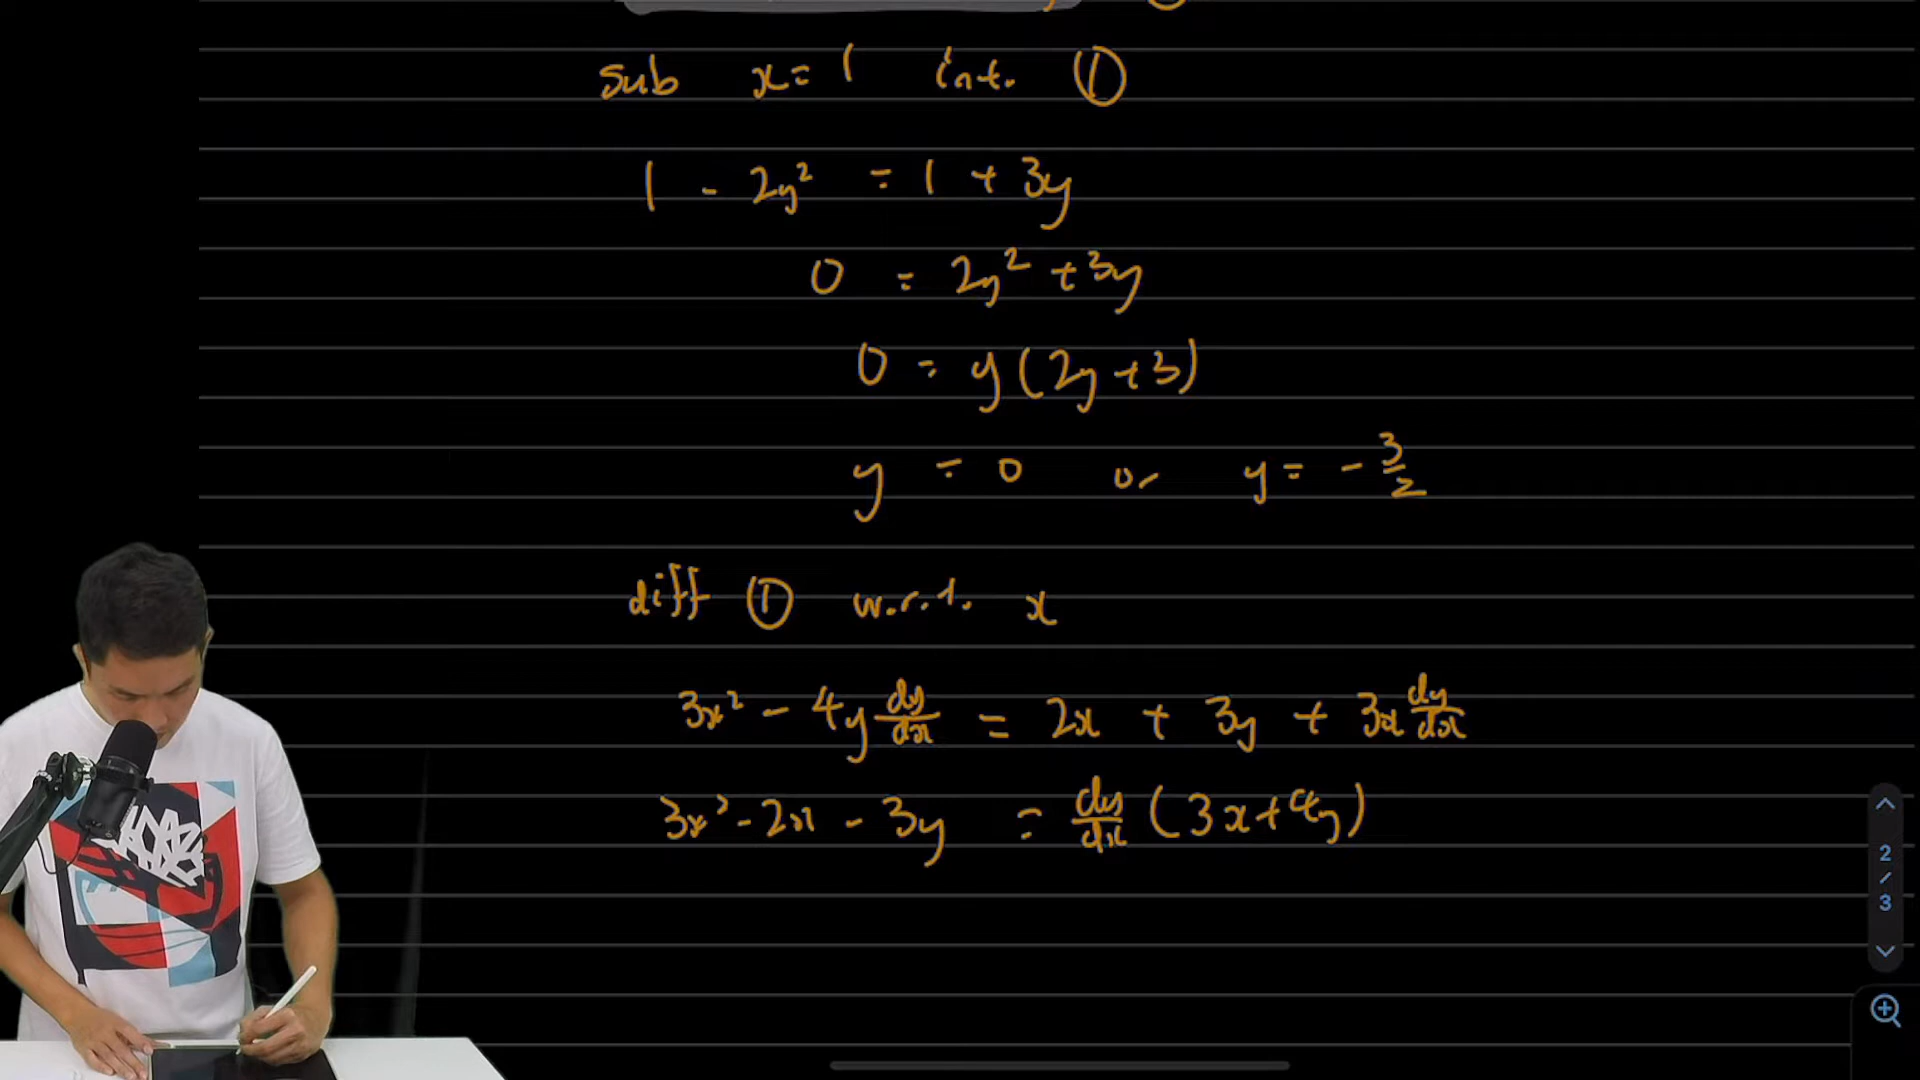 sub x = 1 int. ①
1 - 2y² = 1 + 3y
0 = 2y² + 3y
0 = y(2y+3)
y = 0 or y = -3/2
diff ① w.r.t. x
3x² - 4y dy/dx = 2x + 3y + 3x dy/dx
3x² - 2x - 3y = dy/dx (3x+4y)
2
/
3